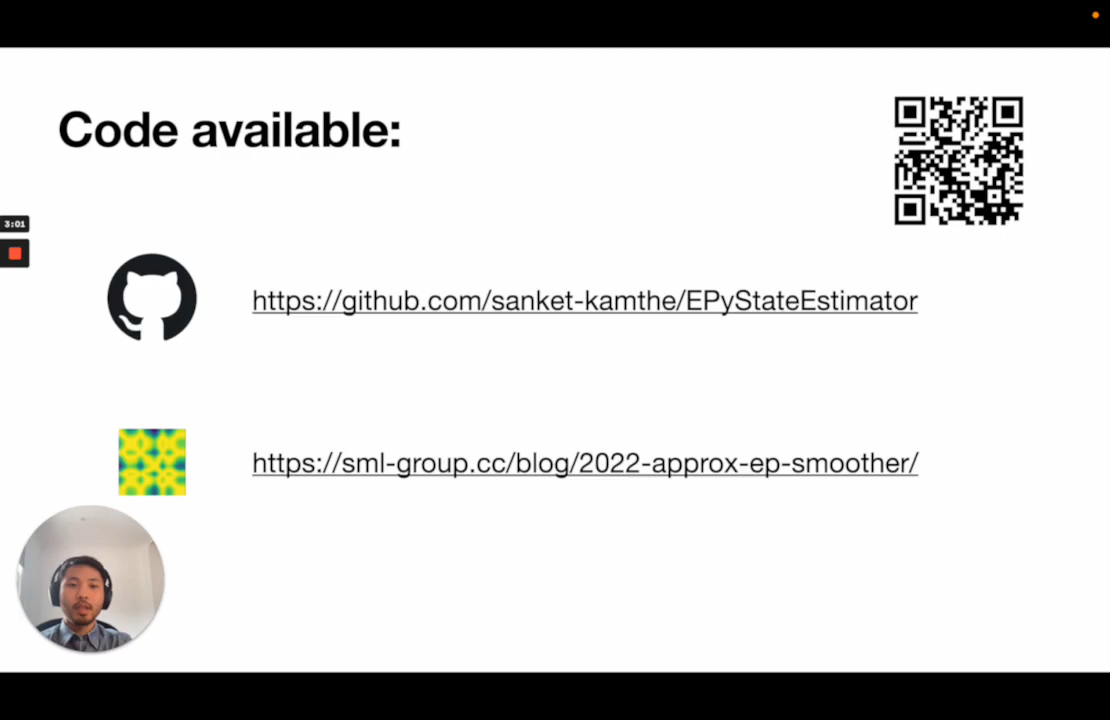 Code available:
3:01
https://github.com/sanket-kamthe/EPyStateEstimator
https://sml-group.cc/blog/2022-approx-ep-smoother/